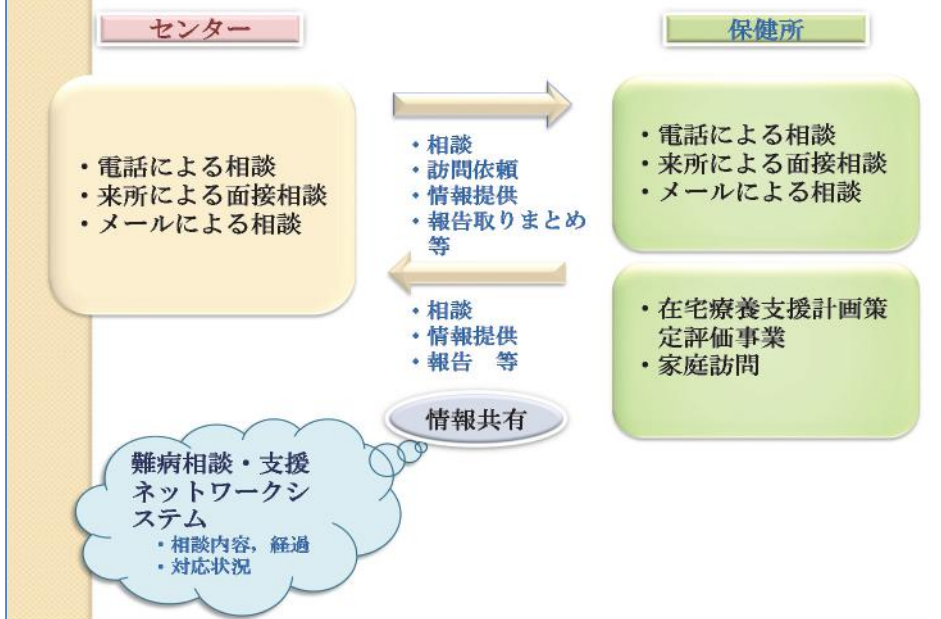 センター
保健所
・電話による相談
・来所による面接相談
・メールによる相談
・相談
・訪問依頼
・情報提供
・報告取りまとめ
等
・相談
・情報提供
・報告　等
・電話による相談
・来所による面接相談
・メールによる相談
・在宅療養支援計画策
定評価事業
・家庭訪問
情報共有
難病相談・支援
ネットワークシ
ステム
・相談内容，経過
・対応状況